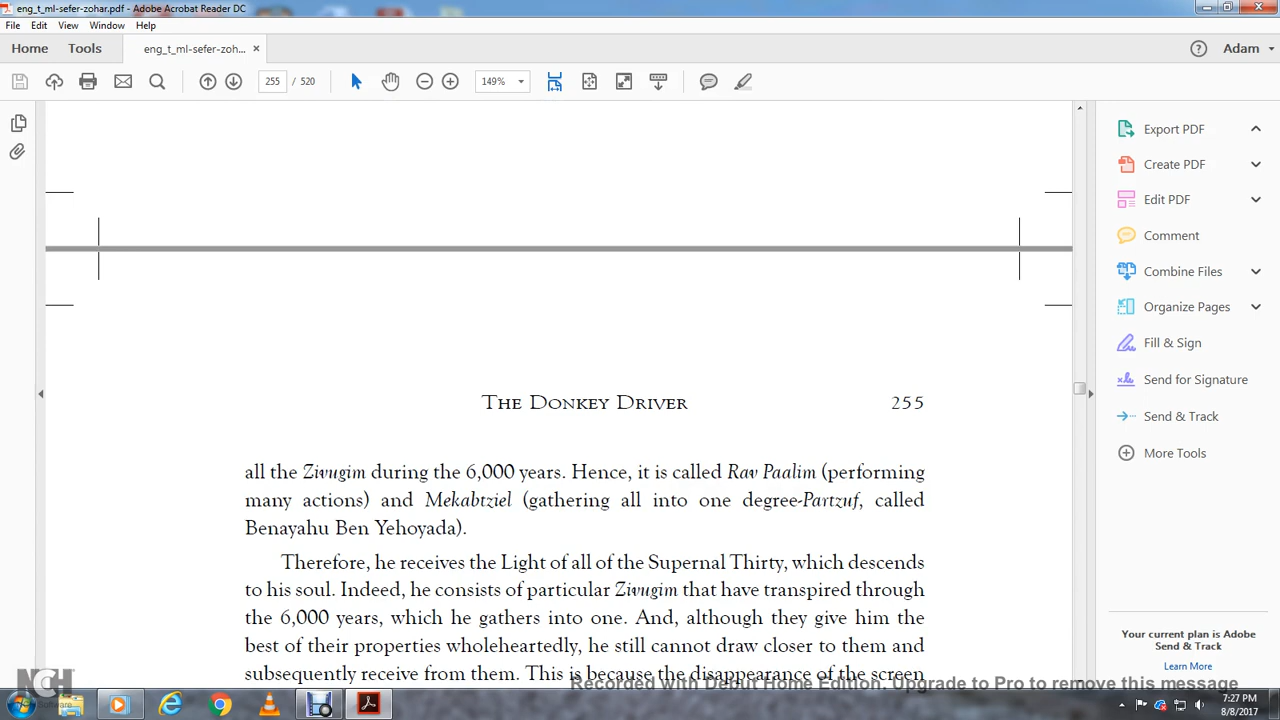 eng_t_ml-sefer-zohar.pdf - Adobe Acrobat Reader DC
File Edit View Window Help
Home Tools eng_t_ml-sefer-zoh... × Adam
255 / 520 149%
Export PDF
Create PDF
Edit PDF
Comment
Combine Files
Organize Pages
Fill & Sign
Send for Signature
Send & Track
More Tools
THE DONKEY DRIVER 255
all the Zivugim during the 6,000 years. Hence, it is called Rav Paalim (performing
many actions) and Mekabtziel (gathering all into one degree-Partzuf, called
Benayahu Ben Yehoyada).
Therefore, he receives the Light of all of the Supernal Thirty, which descends
to his soul. Indeed, he consists of particular Zivugim that have transpired through
the 6,000 years, which he gathers into one. And, although they give him the
best of their properties wholeheartedly, he still cannot draw closer to them and
subsequently receive from them. This is because the disappearance of the screen
Your current plan is Adobe
Send & Track
Learn More
NCH
Software
Recorded with Debut Home Edition. Upgrade to Pro to remove this message
7:27 PM
8/8/2017